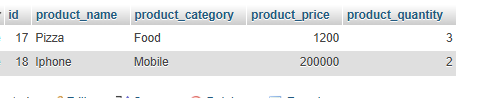 id product_name product_category product_price product_quantity
17 Pizza Food 1200 3
18 Iphone Mobile 200000 2